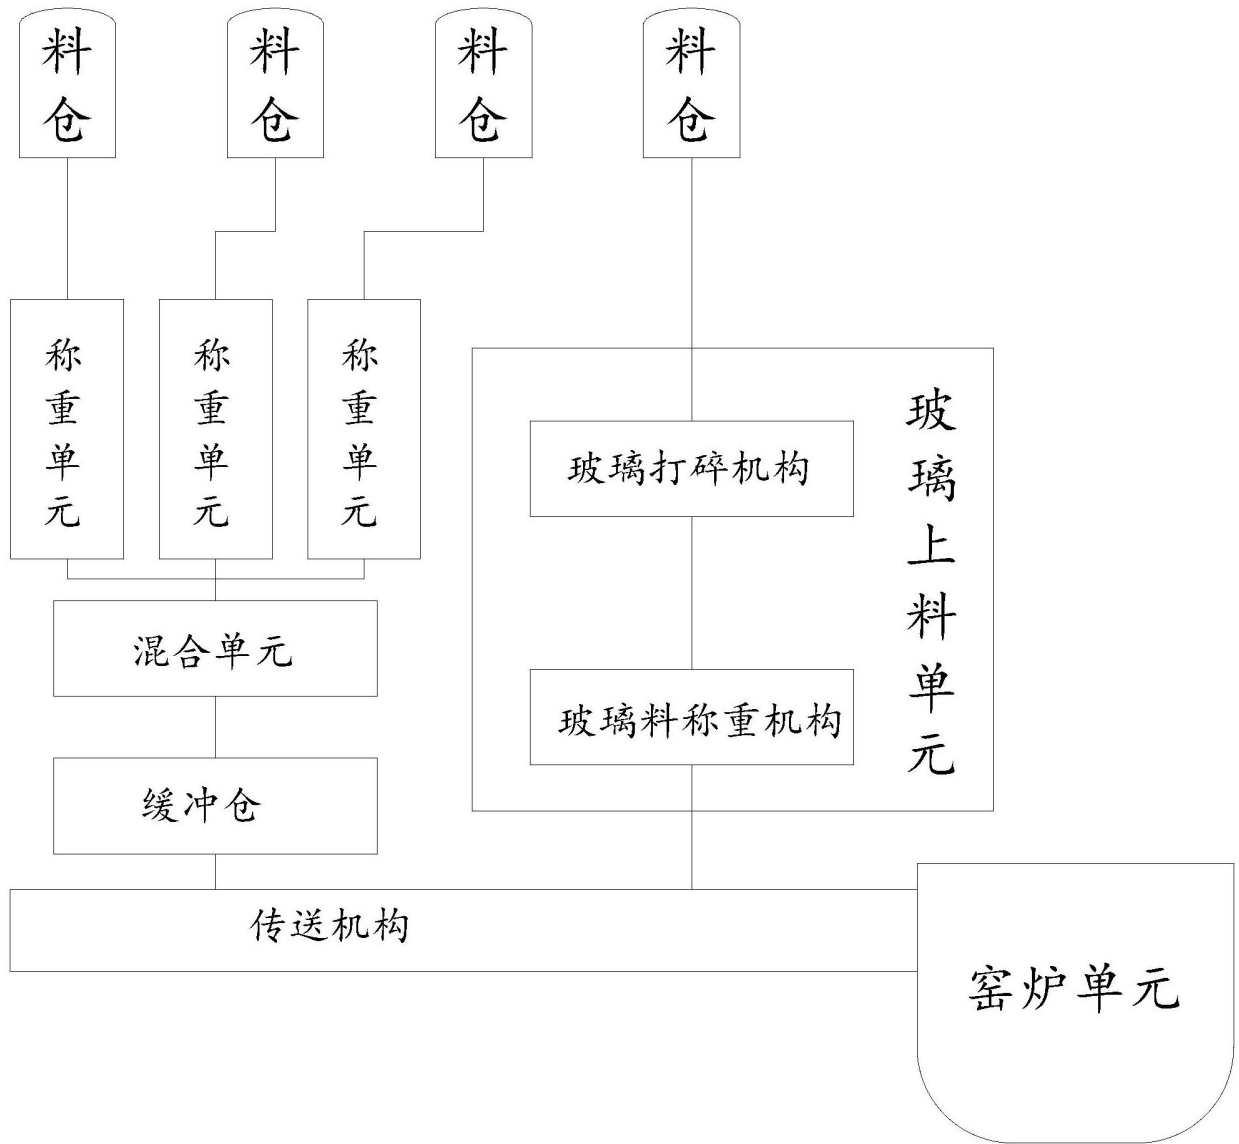 料仓
料仓
料仓
料仓
称重单元
称重单元
称重单元
玻璃上料单元
玻璃打碎机构
玻璃料称重机构
混合单元
缓冲仓
传送机构
窑炉单元